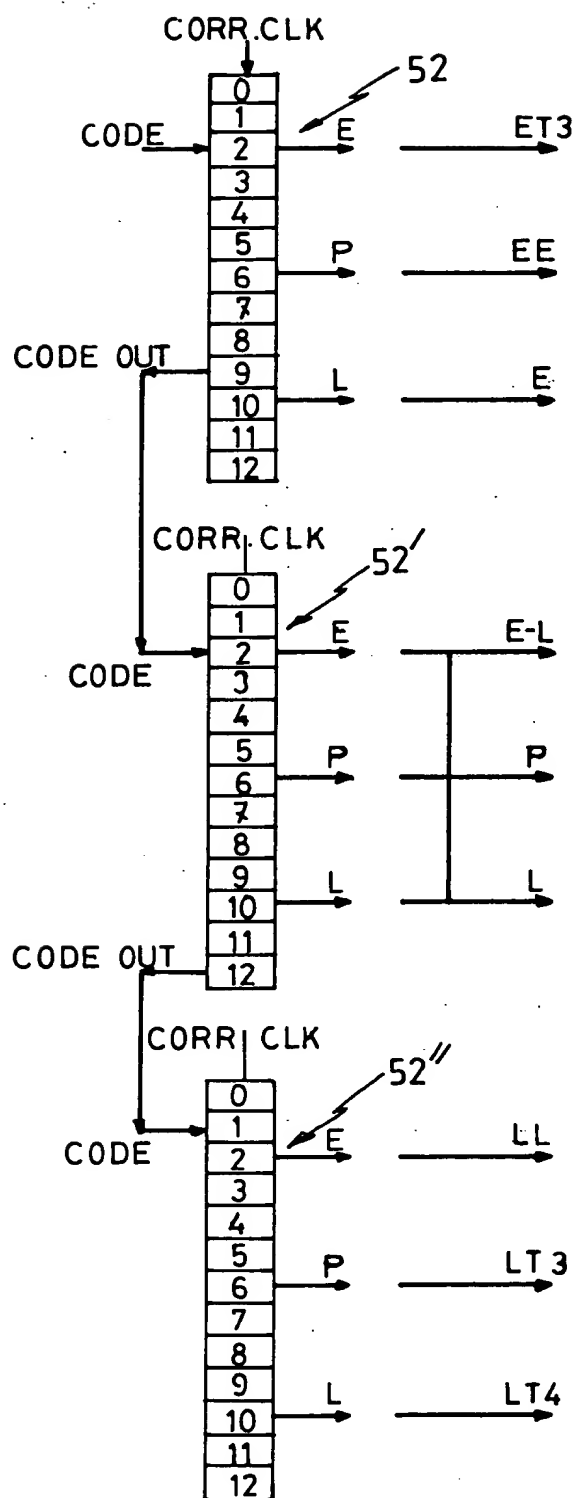 CORR.CLK
52
0
1
CODE 2 E ET3
3
4
5
6 P EE
7
8
CODE OUT 9
10 L E
11
12
CORR.CLK
52′
0
1
CODE 2 E E-L
3
4
5
6 P P
7
8
9
10 L L
11
CODE OUT 12
CORR CLK
52″
0
CODE 1
2 E LL
3
4
5
6 P LT3
7
8
9
10 L LT4
11
12